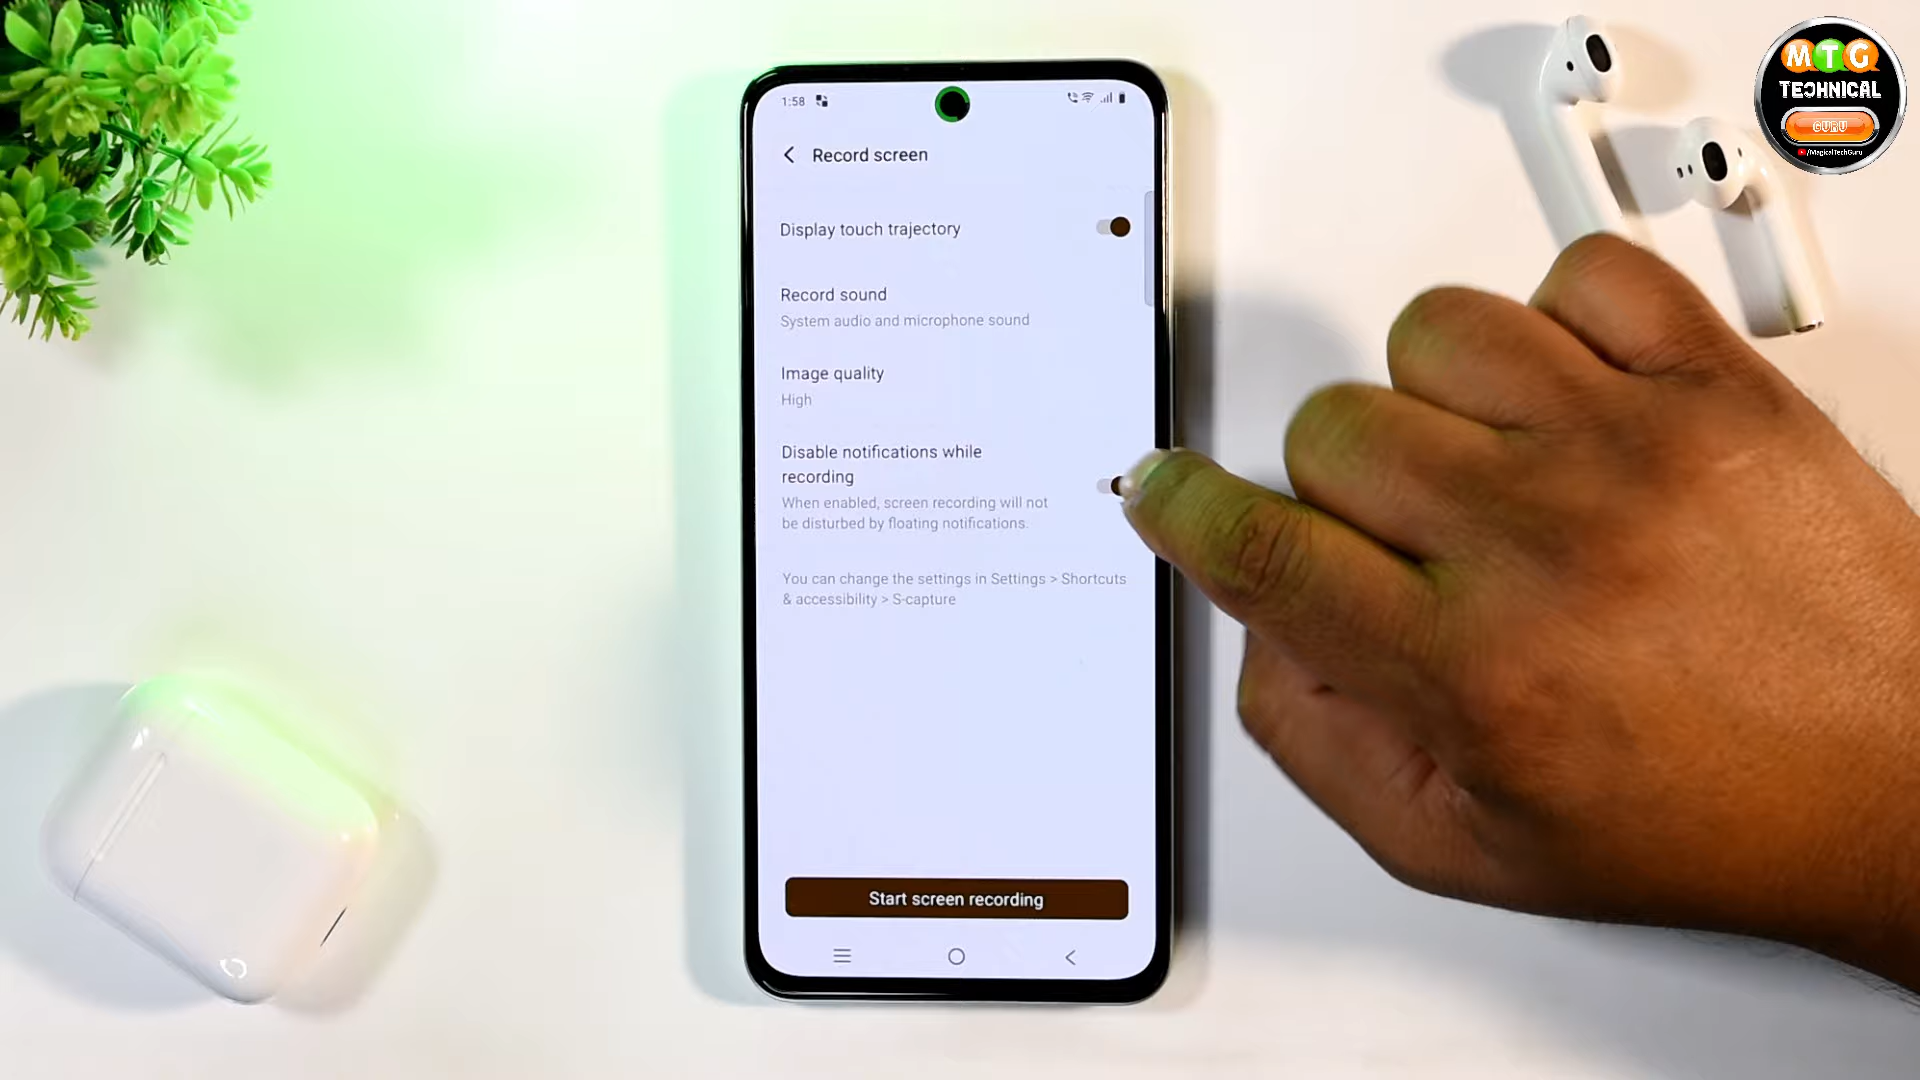 MTG
TECHNICAL
GURU
/MagicalTechGuru
1:58
Record screen
Display touch trajectory
Record sound
System audio and microphone sound
Image quality
High
Disable notifications while
recording
When enabled, screen recording will not
be disturbed by floating notifications.
You can change the settings in Settings > Shortcuts
& accessibility > S-capture
Start screen recording